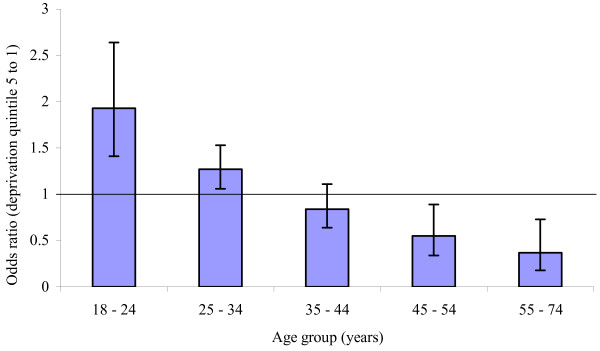 3
2.5
2
1.5
1
0.5
0
Odds ratio (deprivation quintile 5 to 1)
18 - 24 25 - 34 35 - 44 45 - 54 55 - 74
Age group (years)